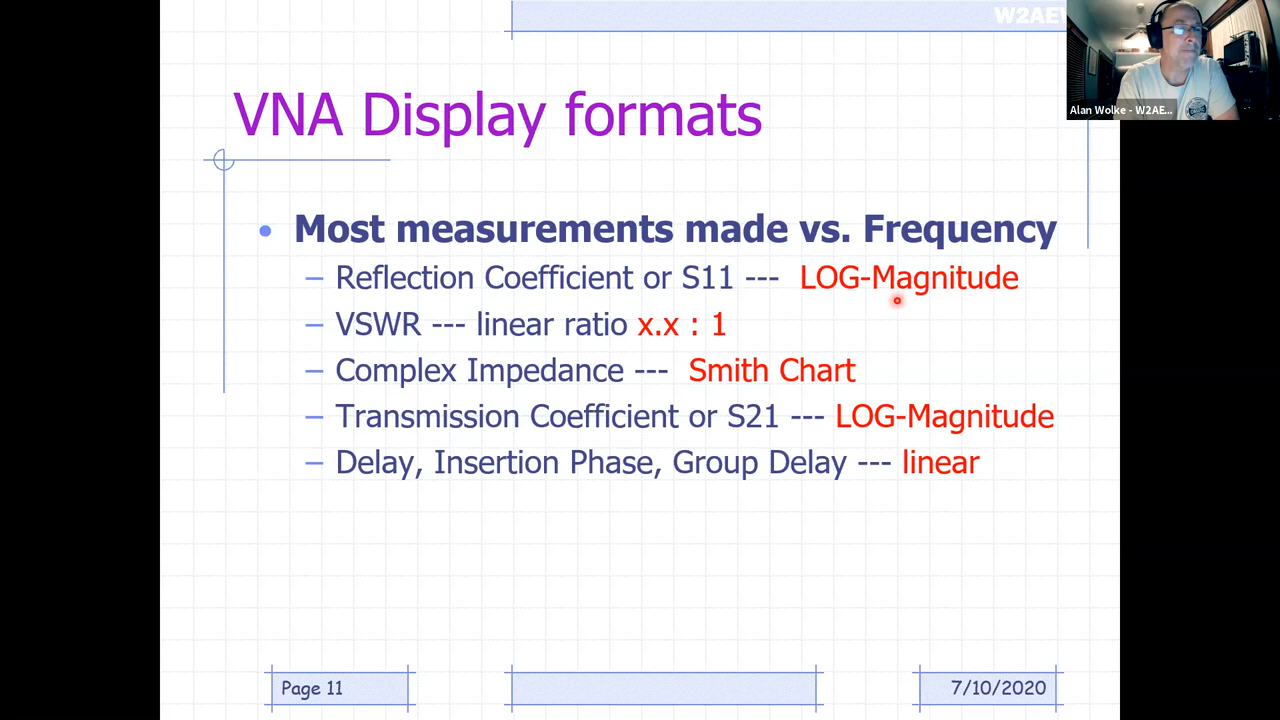 W2AEW
VNA Display formats
Alan Wolke - W2AE...
• Most measurements made vs. Frequency
– Reflection Coefficient or S11 --- LOG-Magnitude
– VSWR --- linear ratio x.x : 1
– Complex Impedance --- Smith Chart
– Transmission Coefficient or S21 --- LOG-Magnitude
– Delay, Insertion Phase, Group Delay --- linear
Page 11
7/10/2020